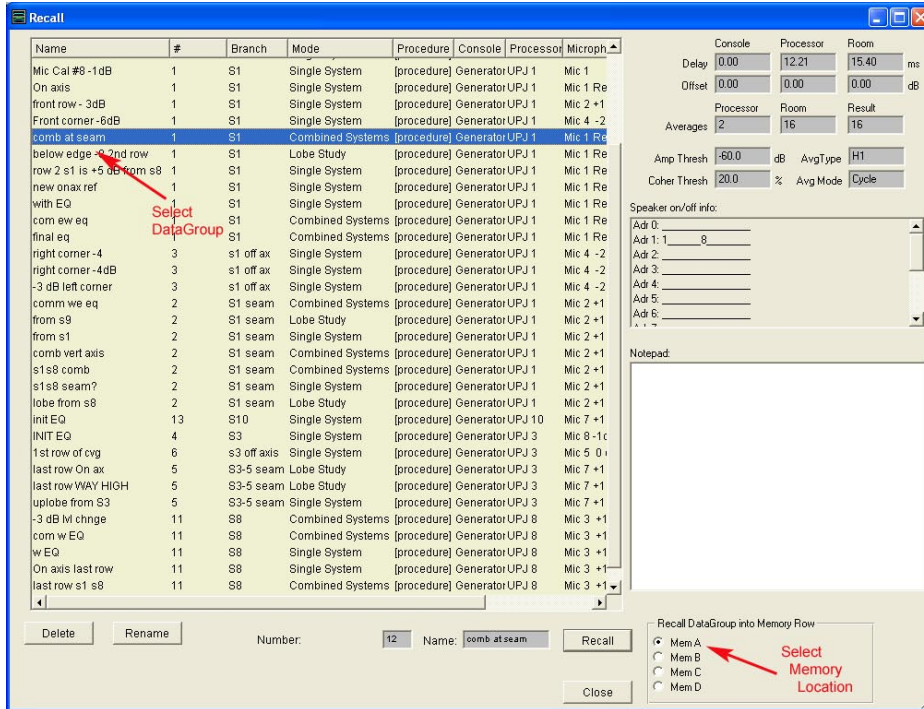 Recall
Name # Branch Mode Procedure Console Processor Microph
Mic Cal #8 -1dB 1 S1 Single System [procedure] Generator UPJ 1 Mic 1
On axis 1 S1 Single System [procedure] Generator UPJ 1 Mic 1 Re
front row - 3dB 1 S1 Single System [procedure] Generator UPJ 1 Mic 2 +1
Front corner -6dB 1 S1 Single System [procedure] Generator UPJ 1 Mic 4 -2
comb at seam 1 S1 Combined Systems [procedure] Generator UPJ 1 Mic 1 Re
below edge -8 2nd row 1 S1 Lobe Study [procedure] Generator UPJ 1 Mic 1 Re
row 2 s1 is +5 dB from s8 1 S1 Single System [procedure] Generator UPJ 1 Mic 1 Re
new onax ref 1 S1 Single System [procedure] Generator UPJ 1 Mic 1 Re
with EQ 1 S1 Single System [procedure] Generator UPJ 1 Mic 1 Re
com ew eq 1 S1 Combined Systems [procedure] Generator UPJ 1 Mic 1 Re
final eq 1 S1 Combined Systems [procedure] Generator UPJ 1 Mic 1 Re
right corner -4 3 s1 off ax Single System [procedure] Generator UPJ 1 Mic 4 -2
right corner -4dB 3 s1 off ax Single System [procedure] Generator UPJ 1 Mic 4 -2
-3 dB left corner 3 s1 off ax Single System [procedure] Generator UPJ 1 Mic 4 -2
comm we eq 2 S1 seam Combined Systems [procedure] Generator UPJ 1 Mic 2 +1
from s9 2 S1 seam Lobe Study [procedure] Generator UPJ 1 Mic 2 +1
from s1 2 S1 seam Single System [procedure] Generator UPJ 1 Mic 2 +1
comb vert axis 2 S1 seam Combined Systems [procedure] Generator UPJ 1 Mic 2 +1
s1s8 comb 2 S1 seam Combined Systems [procedure] Generator UPJ 1 Mic 2 +1
s1s8 seam? 2 S1 seam Single System [procedure] Generator UPJ 1 Mic 2 +1
lobe from s8 2 S1 seam Lobe Study [procedure] Generator UPJ 1 Mic 2 +1
init EQ 13 S10 Single System [procedure] Generator UPJ 10 Mic 7 +1
INIT EQ 4 S3 Single System [procedure] Generator UPJ 3 Mic 8 -1
1st row of cvg 6 s3 off axis Single System [procedure] Generator UPJ 3 Mic 5 0
last row On ax 5 S3-5 seam Lobe Study [procedure] Generator UPJ 3 Mic 7 +1
last row WAY HIGH 5 S3-5 seam Lobe Study [procedure] Generator UPJ 3 Mic 7 +1
uplobe from S3 5 S3-5 seam Single System [procedure] Generator UPJ 3 Mic 7 +1
-3 dB lvl chnge 11 S8 Combined Systems [procedure] Generator UPJ 8 Mic 3 +1
com w EQ 11 S8 Combined Systems [procedure] Generator UPJ 8 Mic 3 +1
w EQ 11 S8 Single System [procedure] Generator UPJ 8 Mic 3 +1
On axis last row 11 S8 Single System [procedure] Generator UPJ 8 Mic 3 +1
last row s1 s8 11 S8 Combined Systems [procedure] Generator UPJ 8 Mic 3 +1
Select
DataGroup
Console Processor Room
Delay 0.00 12.21 15.40 ms
Offset 0.00 0.00 0.00 dB
Processor Room Result
Averages 2 16 16
Amp Thresh -60.0 dB AvgType H1
Coher Thresh 20.0 % Avg Mode Cycle
Speaker on/off info:
Adr 0: ________________
Adr 1: 1______8________
Adr 2: ________________
Adr 3: ________________
Adr 4: ________________
Adr 5: ________________
Adr 6: ________________
Notepad:
Delete Rename Number: 12 Name: comb at seam Recall
Close
Recall DataGroup into Memory Row
Mem A
Mem B
Mem C
Mem D
Select
Memory
Location